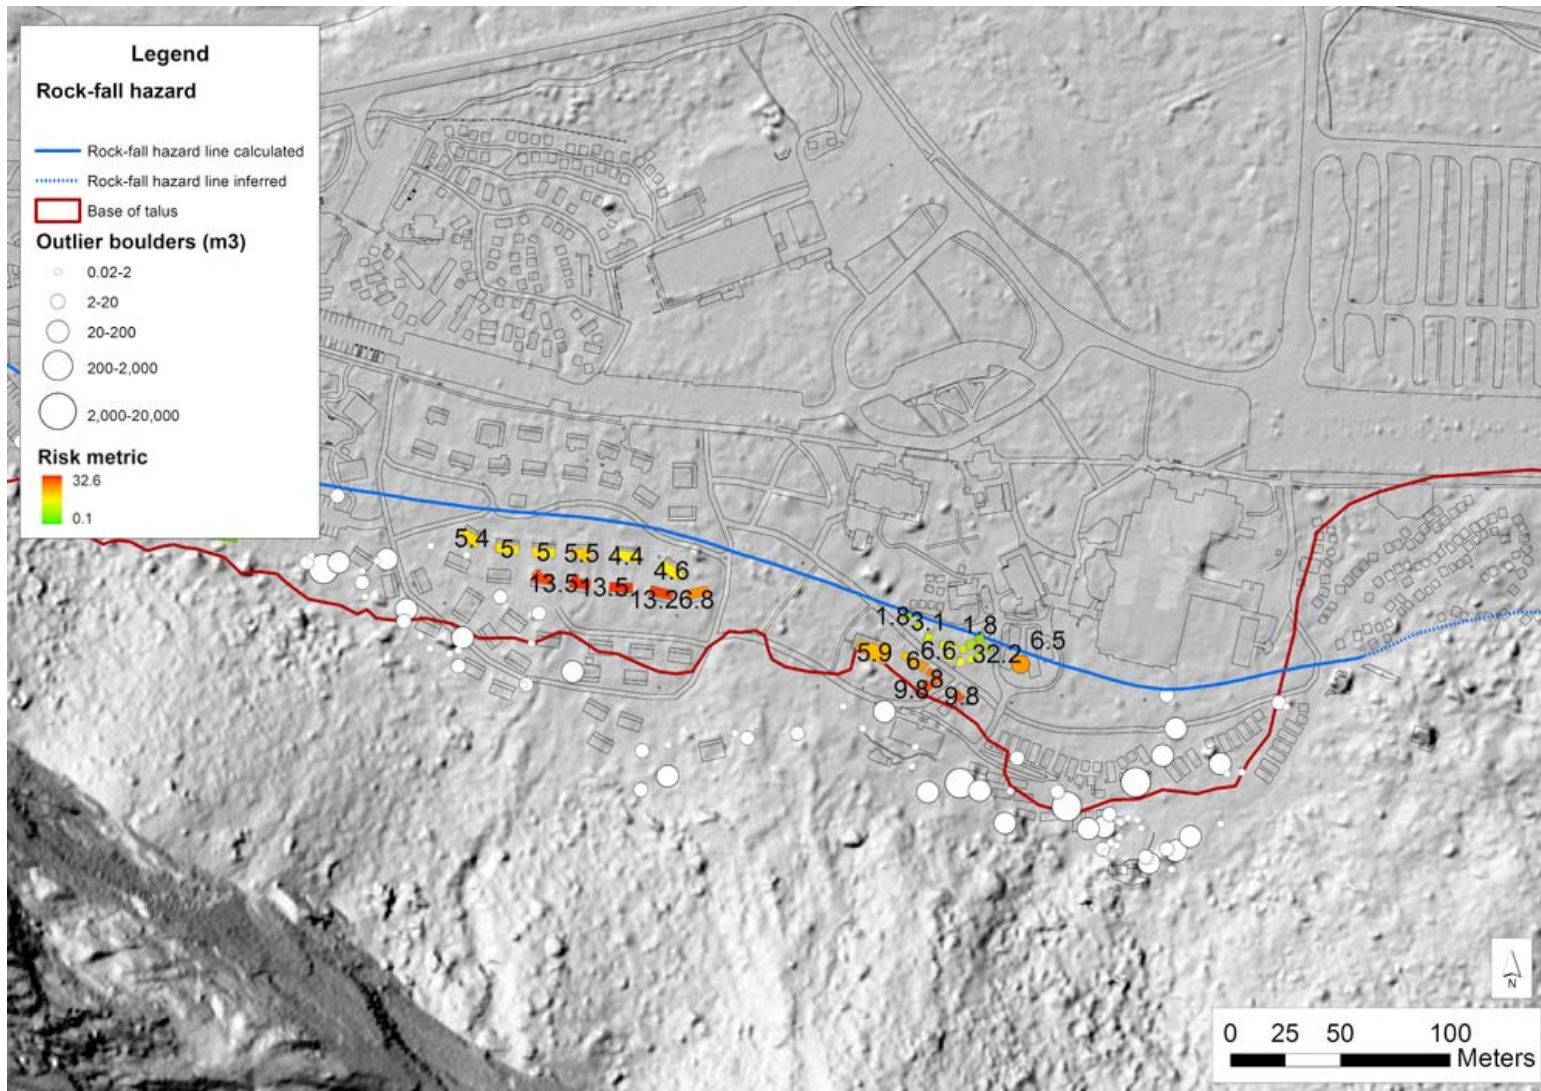 Legend
Rock-fall hazard
Rock-fall hazard line calculated
Rock-fall hazard line inferred
Base of talus
Outlier boulders (m3)
0.02-2
2-20
20-200
200-2,000
2,000-20,000
Risk metric
32.6
0.1
5.4
5
5
5.5
4.4
4.6
13.5
13.5
13.2
6.8
1.8
3
1
1.8
6.5
5.9
6
6.6
32.2
8
9.8
9.8
N
0 25 50 100
Meters